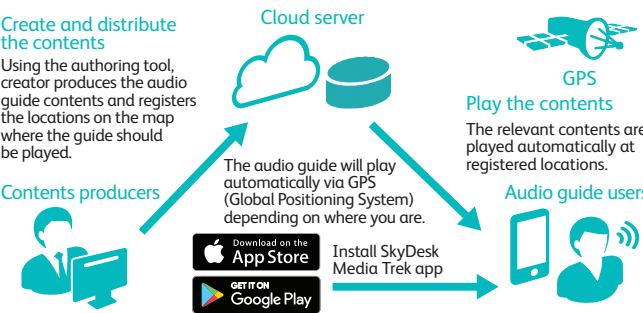 Create and distribute
the contents
Using the authoring tool,
creator produces the audio
guide contents and registers
the locations on the map
where the guide should
be played.
Contents producers
Cloud server
The audio guide will play
automatically via GPS
(Global Positioning System)
depending on where you are.
Download on the
App Store
GET IT ON
Google Play
Install SkyDesk
Media Trek app
GPS
Play the contents
The relevant contents are
played automatically at
registered locations.
Audio guide users